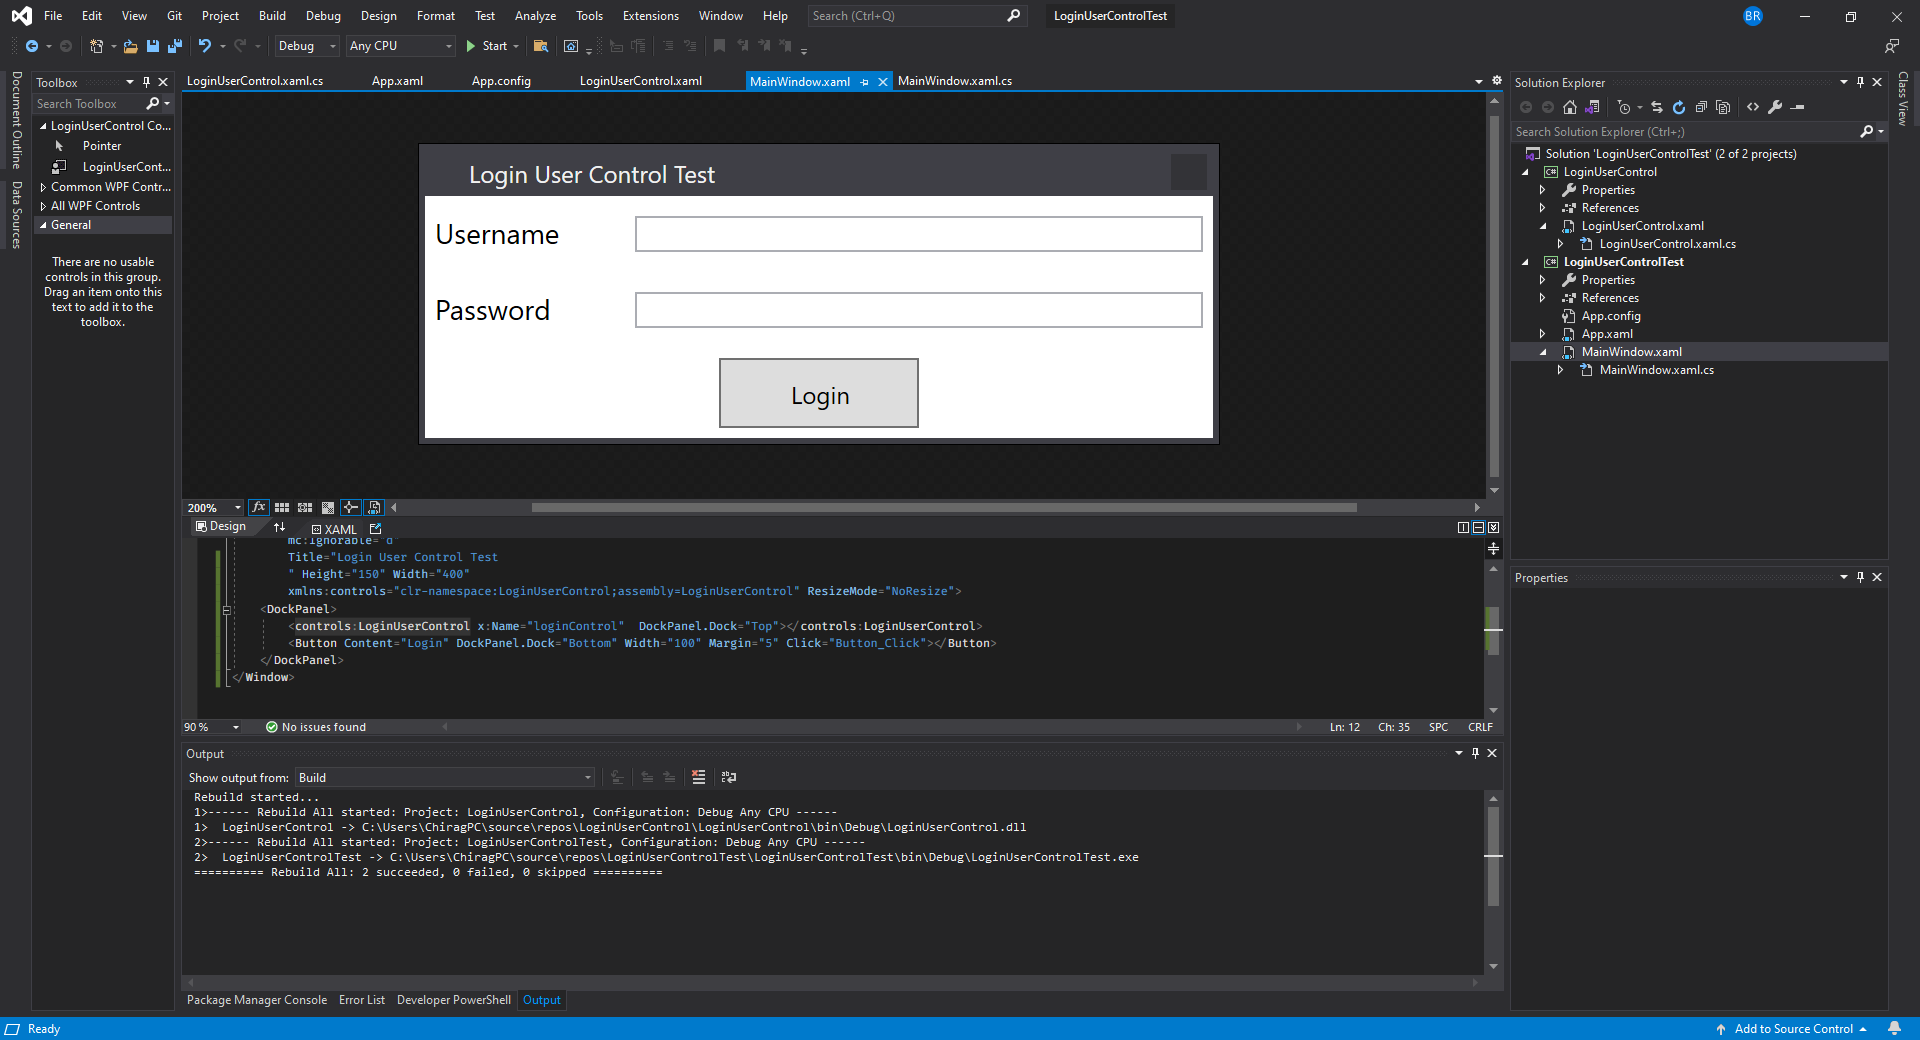 File Edit View Git Project Build Debug Design Format Test Analyze Tools Extensions Window Help Search (Ctrl+Q) LoginUserControlTest BR
Debug Any CPU Start
Document Outline
Data Sources
Toolbox
Search Toolbox
LoginUserControl Co...
Pointer
LoginUserCont...
Common WPF Contr...
All WPF Controls
General
There are no usable
controls in this group.
Drag an item onto this
text to add it to the
toolbox.
LoginUserControl.xaml.cs App.xaml App.config LoginUserControl.xaml MainWindow.xaml MainWindow.xaml.cs
Login User Control Test
Username
Password
Login
200% fx
Design XAML
mc:Ignorable="d"
Title="Login User Control Test
" Height="150" Width="400"
xmlns:controls="clr-namespace:LoginUserControl;assembly=LoginUserControl" ResizeMode="NoResize">
<DockPanel>
<controls:LoginUserControl x:Name="loginControl" DockPanel.Dock="Top"></controls:LoginUserControl>
<Button Content="Login" DockPanel.Dock="Bottom" Width="100" Margin="5" Click="Button_Click"></Button>
</DockPanel>
</Window>
90 % No issues found Ln: 12 Ch: 35 SPC CRLF
Output
Show output from: Build
Rebuild started...
1>------ Rebuild All started: Project: LoginUserControl, Configuration: Debug Any CPU ------
1>  LoginUserControl -> C:\Users\ChiragPC\source\repos\LoginUserControl\LoginUserControl\bin\Debug\LoginUserControl.dll
2>------ Rebuild All started: Project: LoginUserControlTest, Configuration: Debug Any CPU ------
2>  LoginUserControlTest -> C:\Users\ChiragPC\source\repos\LoginUserControlTest\LoginUserControlTest\bin\Debug\LoginUserControlTest.exe
========== Rebuild All: 2 succeeded, 0 failed, 0 skipped ==========
Package Manager Console Error List Developer PowerShell Output
Solution Explorer
Search Solution Explorer (Ctrl+;)
Solution 'LoginUserControlTest' (2 of 2 projects)
C# LoginUserControl
Properties
References
LoginUserControl.xaml
LoginUserControl.xaml.cs
C# LoginUserControlTest
Properties
References
App.config
App.xaml
MainWindow.xaml
MainWindow.xaml.cs
Properties
Class View
Ready Add to Source Control